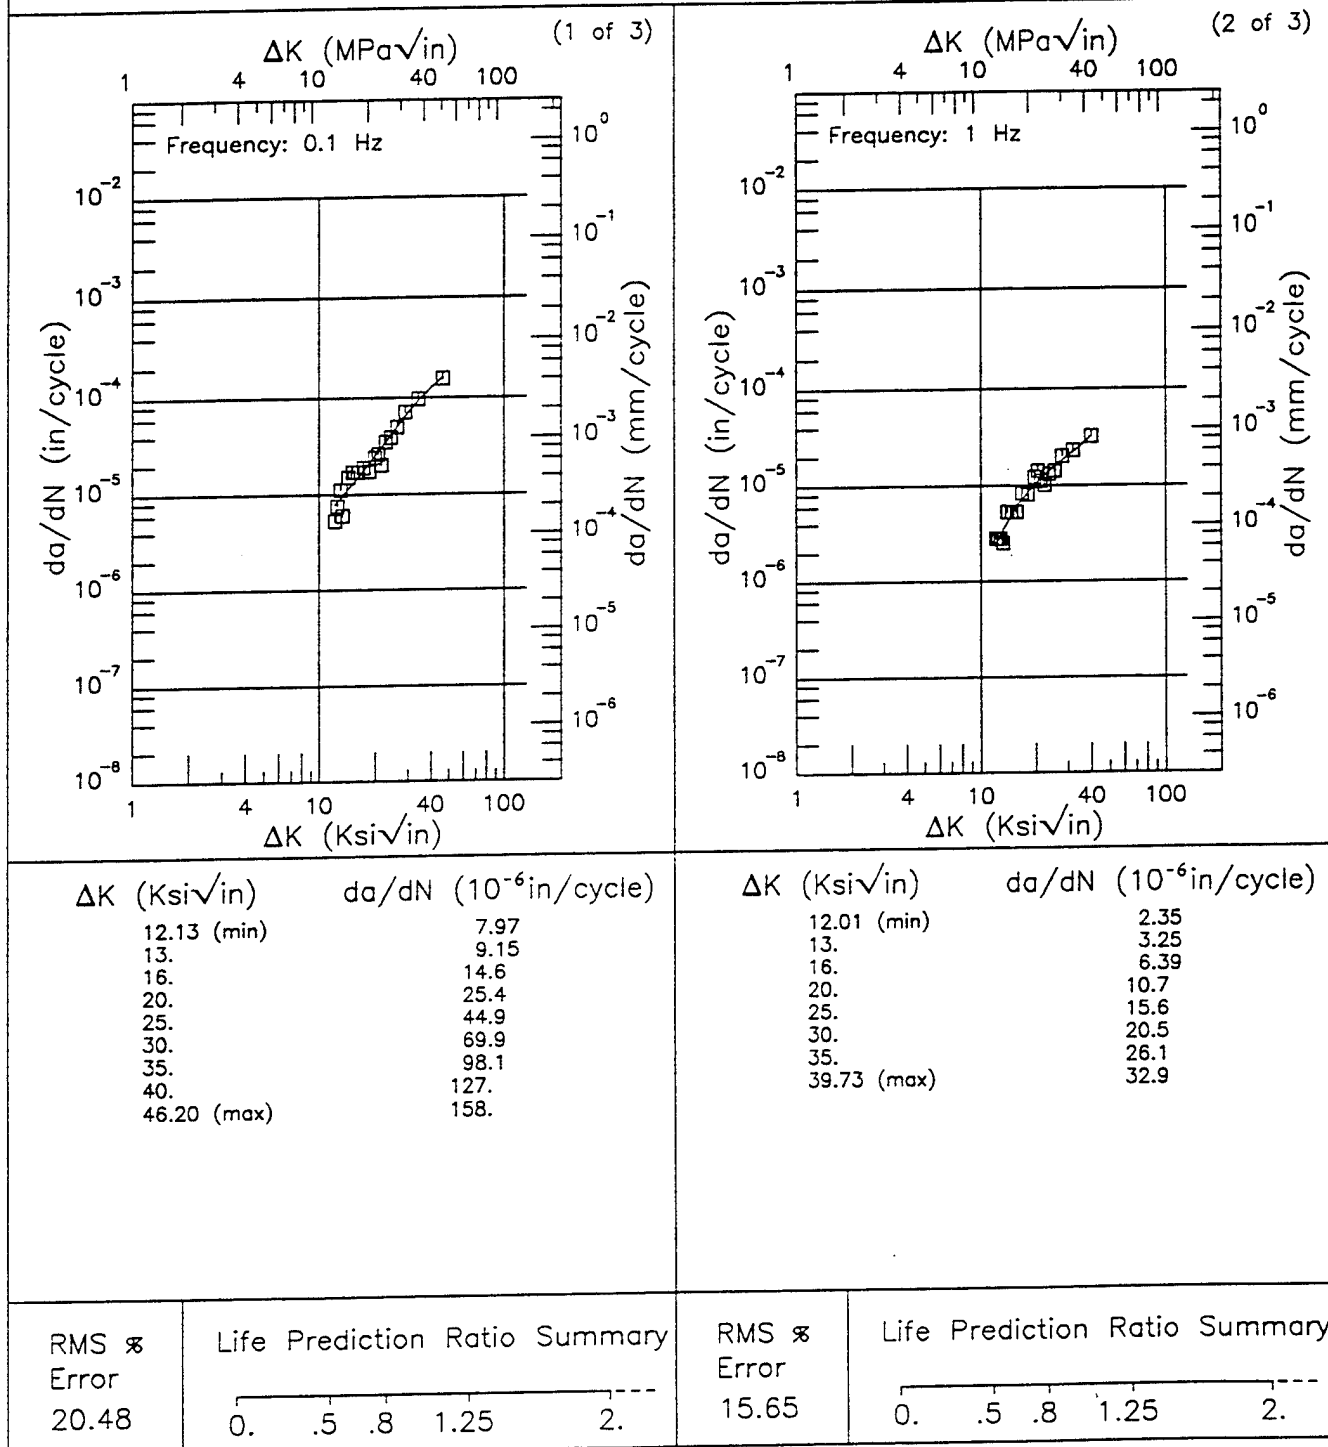 (1 of 3)
ΔK (MPa√in)
1 4 10 40 100
Frequency: 0.1 Hz
10⁰
10⁻²
10⁻¹
10⁻³
10⁻²
da/dN (in/cycle)
da/dN (mm/cycle)
10⁻⁴
10⁻³
10⁻⁵
10⁻⁴
10⁻⁶
10⁻⁵
10⁻⁷
10⁻⁶
10⁻⁸
1 4 10 40 100
ΔK (Ksi√in)
ΔK (Ksi√in) da/dN (10⁻⁶in/cycle)
12.13 (min) 7.97
13. 9.15
16. 14.6
20. 25.4
25. 44.9
30. 69.9
35. 98.1
40. 127.
46.20 (max) 158.
RMS % Error
20.48
Life Prediction Ratio Summary
0. .5 .8 1.25 2.
(2 of 3)
ΔK (MPa√in)
1 4 10 40 100
Frequency: 1 Hz
10⁰
10⁻²
10⁻¹
10⁻³
10⁻²
da/dN (in/cycle)
da/dN (mm/cycle)
10⁻⁴
10⁻³
10⁻⁵
10⁻⁴
10⁻⁶
10⁻⁵
10⁻⁷
10⁻⁶
10⁻⁸
1 4 10 40 100
ΔK (Ksi√in)
ΔK (Ksi√in) da/dN (10⁻⁶in/cycle)
12.01 (min) 2.35
13. 3.25
16. 6.39
20. 10.7
25. 15.6
30. 20.5
35. 26.1
39.73 (max) 32.9
RMS % Error
15.65
Life Prediction Ratio Summary
0. .5 .8 1.25 2.